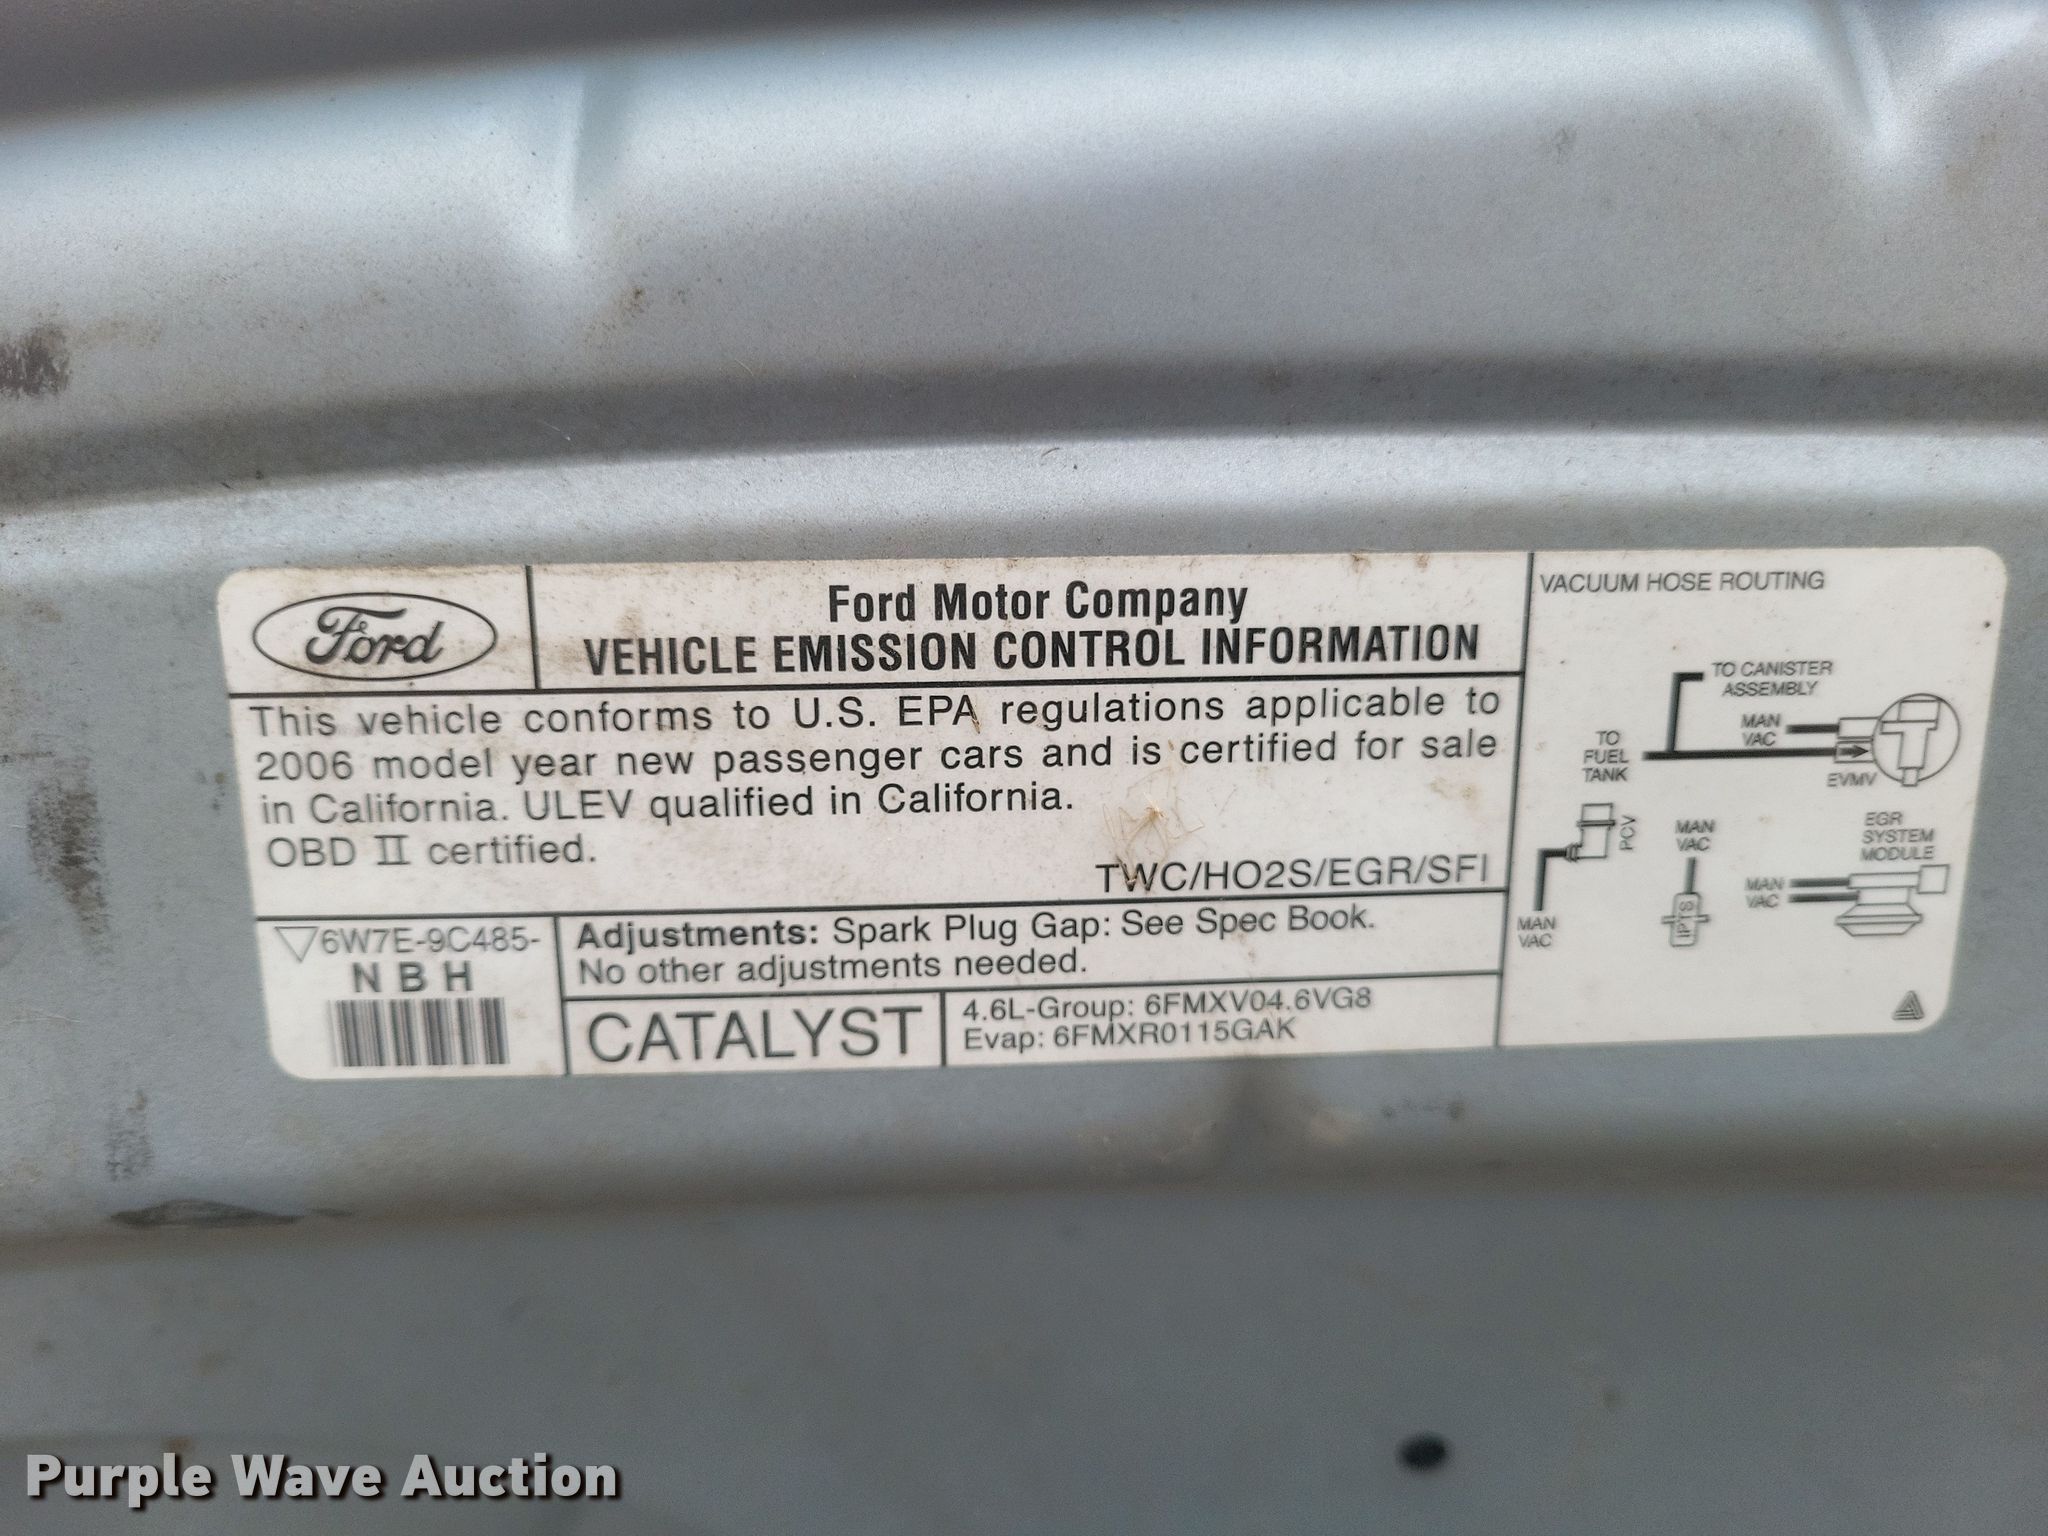 Ford
Ford Motor Company
VEHICLE EMISSION CONTROL INFORMATION
This vehicle conforms to U.S. EPA regulations applicable to
2006 model year new passenger cars and is certified for sale
in California. ULEV qualified in California.
OBD II certified.
TWC/HO2S/EGR/SFI
6W7E-9C485-
N B H
Adjustments: Spark Plug Gap: See Spec Book.
No other adjustments needed.
CATALYST
4.6L-Group: 6FMXV04.6VG8
Evap: 6FMXR0115GAK
VACUUM HOSE ROUTING
TO CANISTER
ASSEMBLY
MAN
VAC
TO
FUEL
TANK
EVMV
PCV
MAN
VAC
MAN
VAC
IPTS
EGR
SYSTEM
MODULE
MAN
VAC
Purple Wave Auction